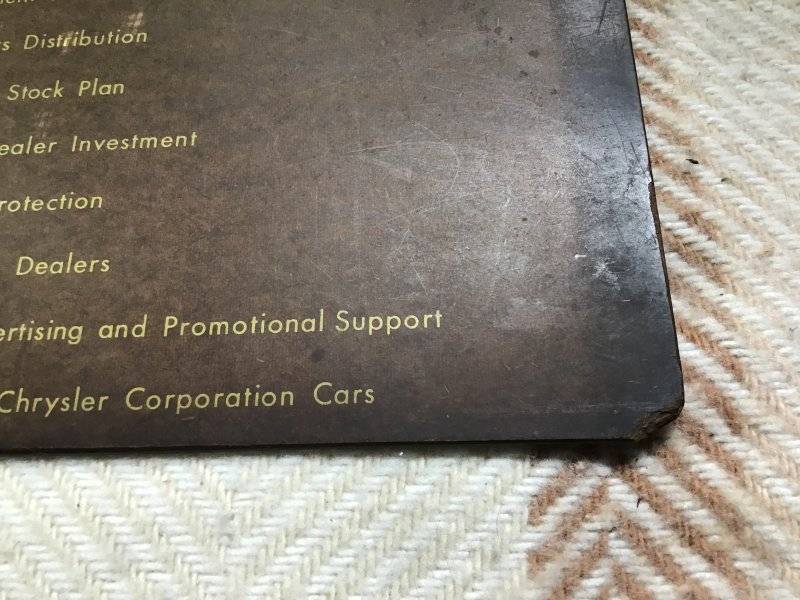 s Distribution
Stock Plan
ealer Investment
rotection
Dealers
ertising and Promotional Support
Chrysler Corporation Cars